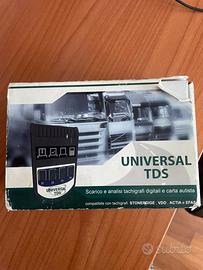 UNIVERSAL
TDS
UNIVERSAL
TDS
Scarico e analisi tachigrafi digitali e carta autista
compatibile con tachigrafi STONERIDGE, VDO, ACTIA e EFAS
Subito.it